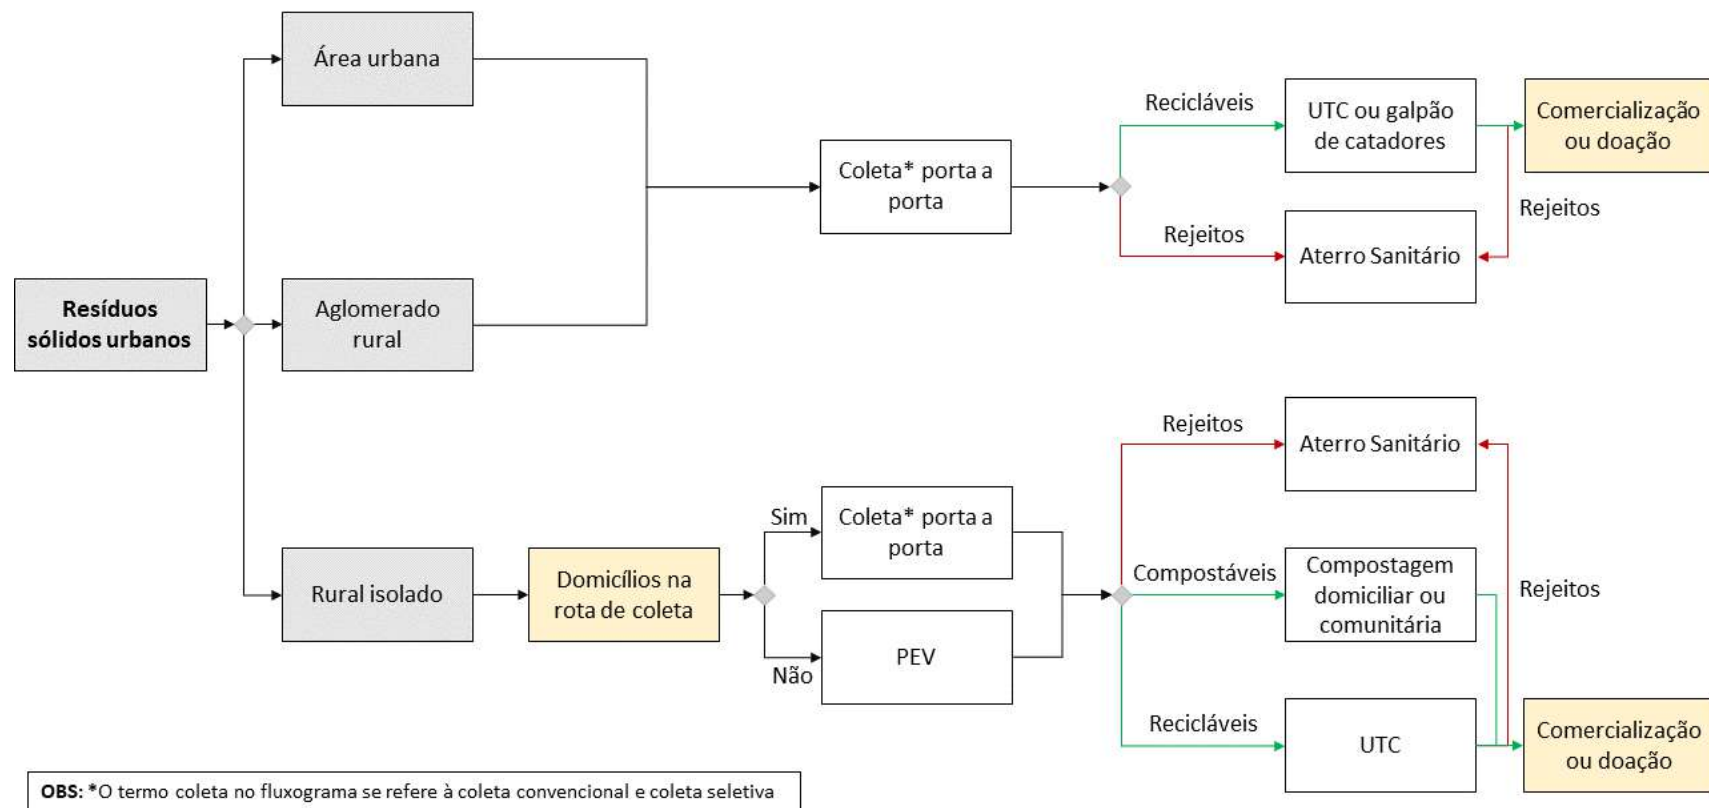 Área urbana
Recicláveis
UTC ou galpão
de catadores
Comercialização
ou doação
Coleta* porta a
porta
Rejeitos
Rejeitos
Aterro Sanitário
Resíduos
sólidos urbanos
Aglomerado
rural
Rejeitos
Aterro Sanitário
Sim
Coleta* porta a
porta
Rural isolado
Domicílios na
rota de coleta
Compostáveis
Compostagem
domiciliar ou
comunitária
Rejeitos
Não
PEV
Recicláveis
UTC
Comercialização
ou doação
OBS: *O termo coleta no fluxograma se refere à coleta convencional e coleta seletiva